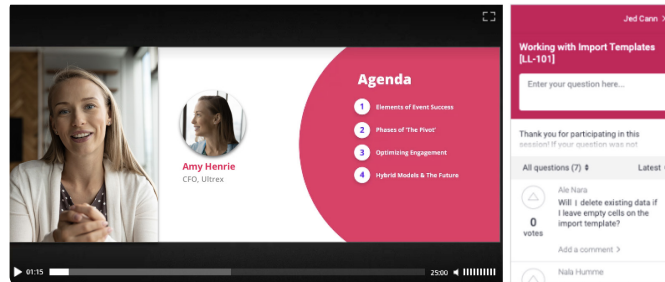 Agenda
1 Elements of Event Success
2 Phases of 'The Pivot'
3 Optimizing Engagement
4 Hybrid Models & The Future
Amy Henrie
CFO, Ultrex
01:15
25:00
Jed Cann
Working with Import Templates
[LL-101]
Enter your question here...
Thank you for participating in this
session! If your question was not
All questions (7)
Latest
Ale Nara
Will I delete existing data if
I leave empty cells on the
import template?
0
votes
Add a comment >
Nala Humme